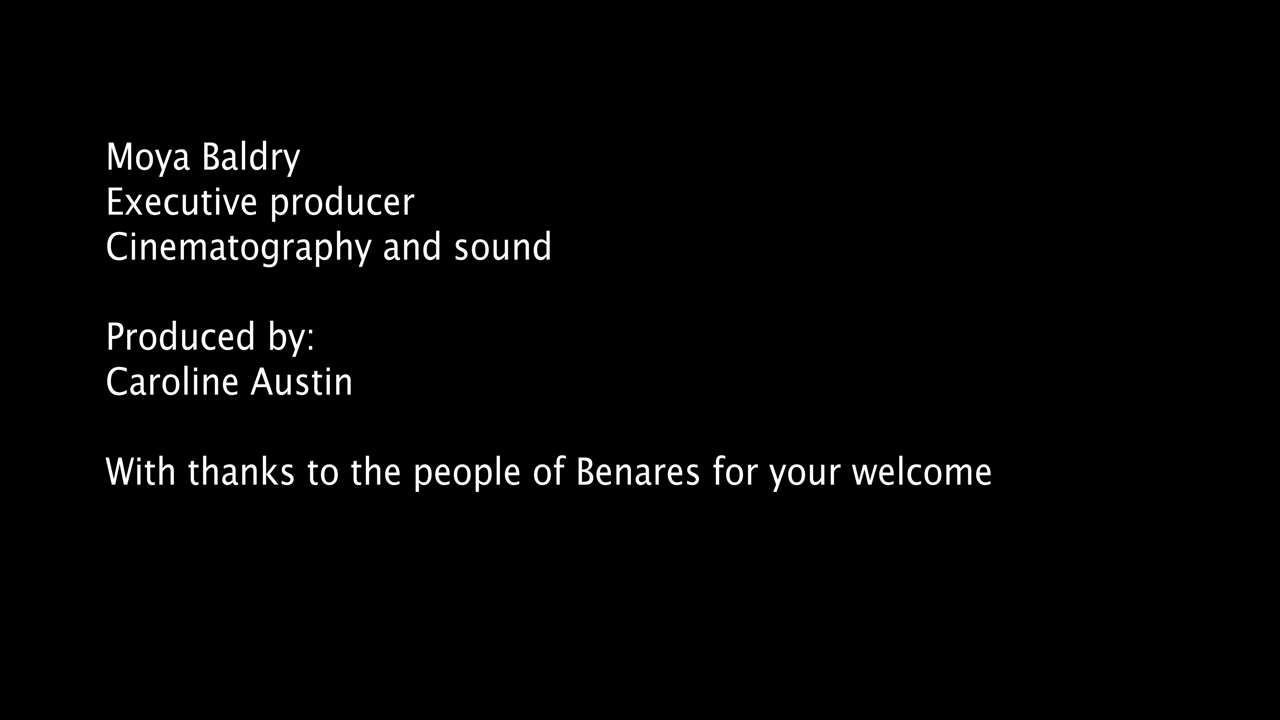 Moya Baldry
Executive producer
Cinematography and sound
Produced by:
Caroline Austin
With thanks to the people of Benares for your welcome